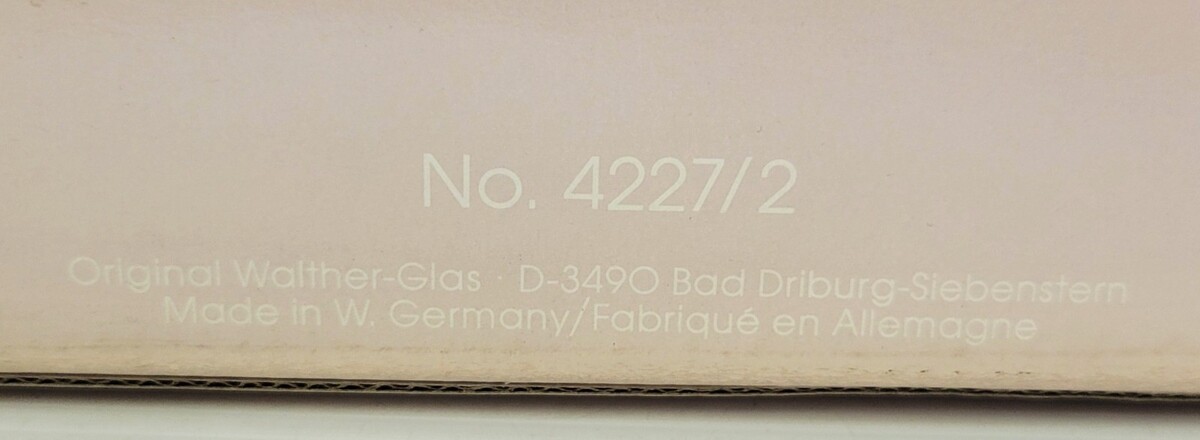 No. 4227/2
Original Walther-Glas · D-3490 Bad Driburg-Siebenstern
Made in W. Germany/Fabriqué en Allemagne